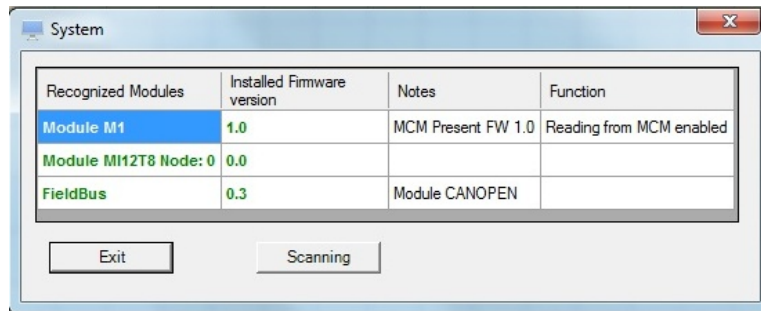 System
Recognized Modules Installed Firmware version Notes Function
Module M1 1.0 MCM Present FW 1.0 Reading from MCM enabled
Module MI12T8 Node: 0 0.0
FieldBus 0.3 Module CANOPEN
Exit Scanning